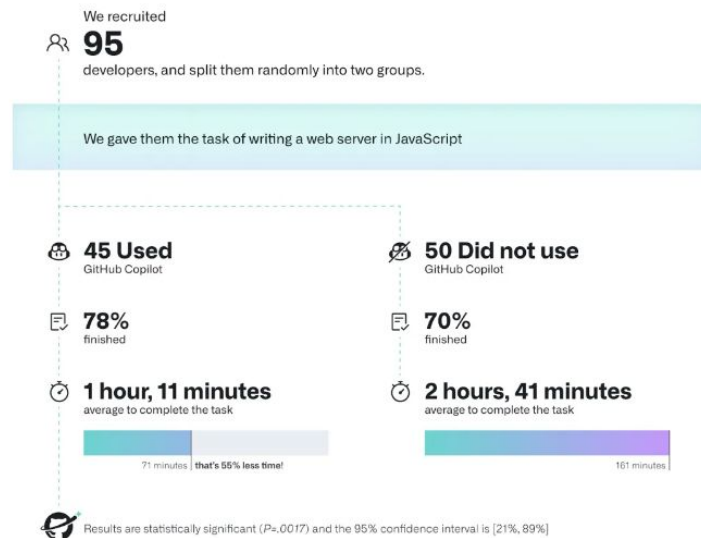 We recruited
95
developers, and split them randomly into two groups.
We gave them the task of writing a web server in JavaScript
45 Used
GitHub Copilot
78%
finished
1 hour, 11 minutes
average to complete the task
71 minutes | that's 55% less time!
50 Did not use
GitHub Copilot
70%
finished
2 hours, 41 minutes
average to complete the task
161 minutes
Results are statistically significant (P=.0017) and the 95% confidence interval is [21%, 89%]